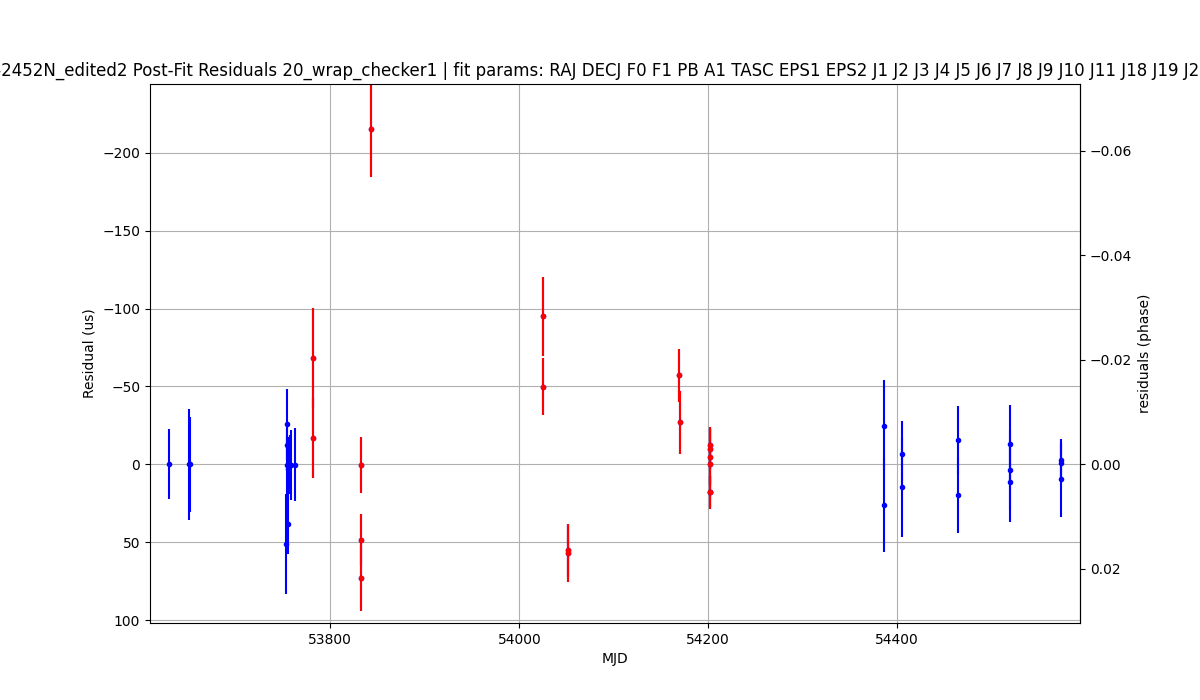 2452N_edited2 Post-Fit Residuals 20_wrap_checker1 | fit params: RAJ DECJ F0 F1 PB A1 TASC EPS1 EPS2 J1 J2 J3 J4 J5 J6 J7 J8 J9 J10 J11 J18 J19 J2
−200
−150
−100
−50
0
50
100
Residual (us)
−0.06
−0.04
−0.02
0.00
0.02
residuals (phase)
53800 54000 54200 54400
MJD